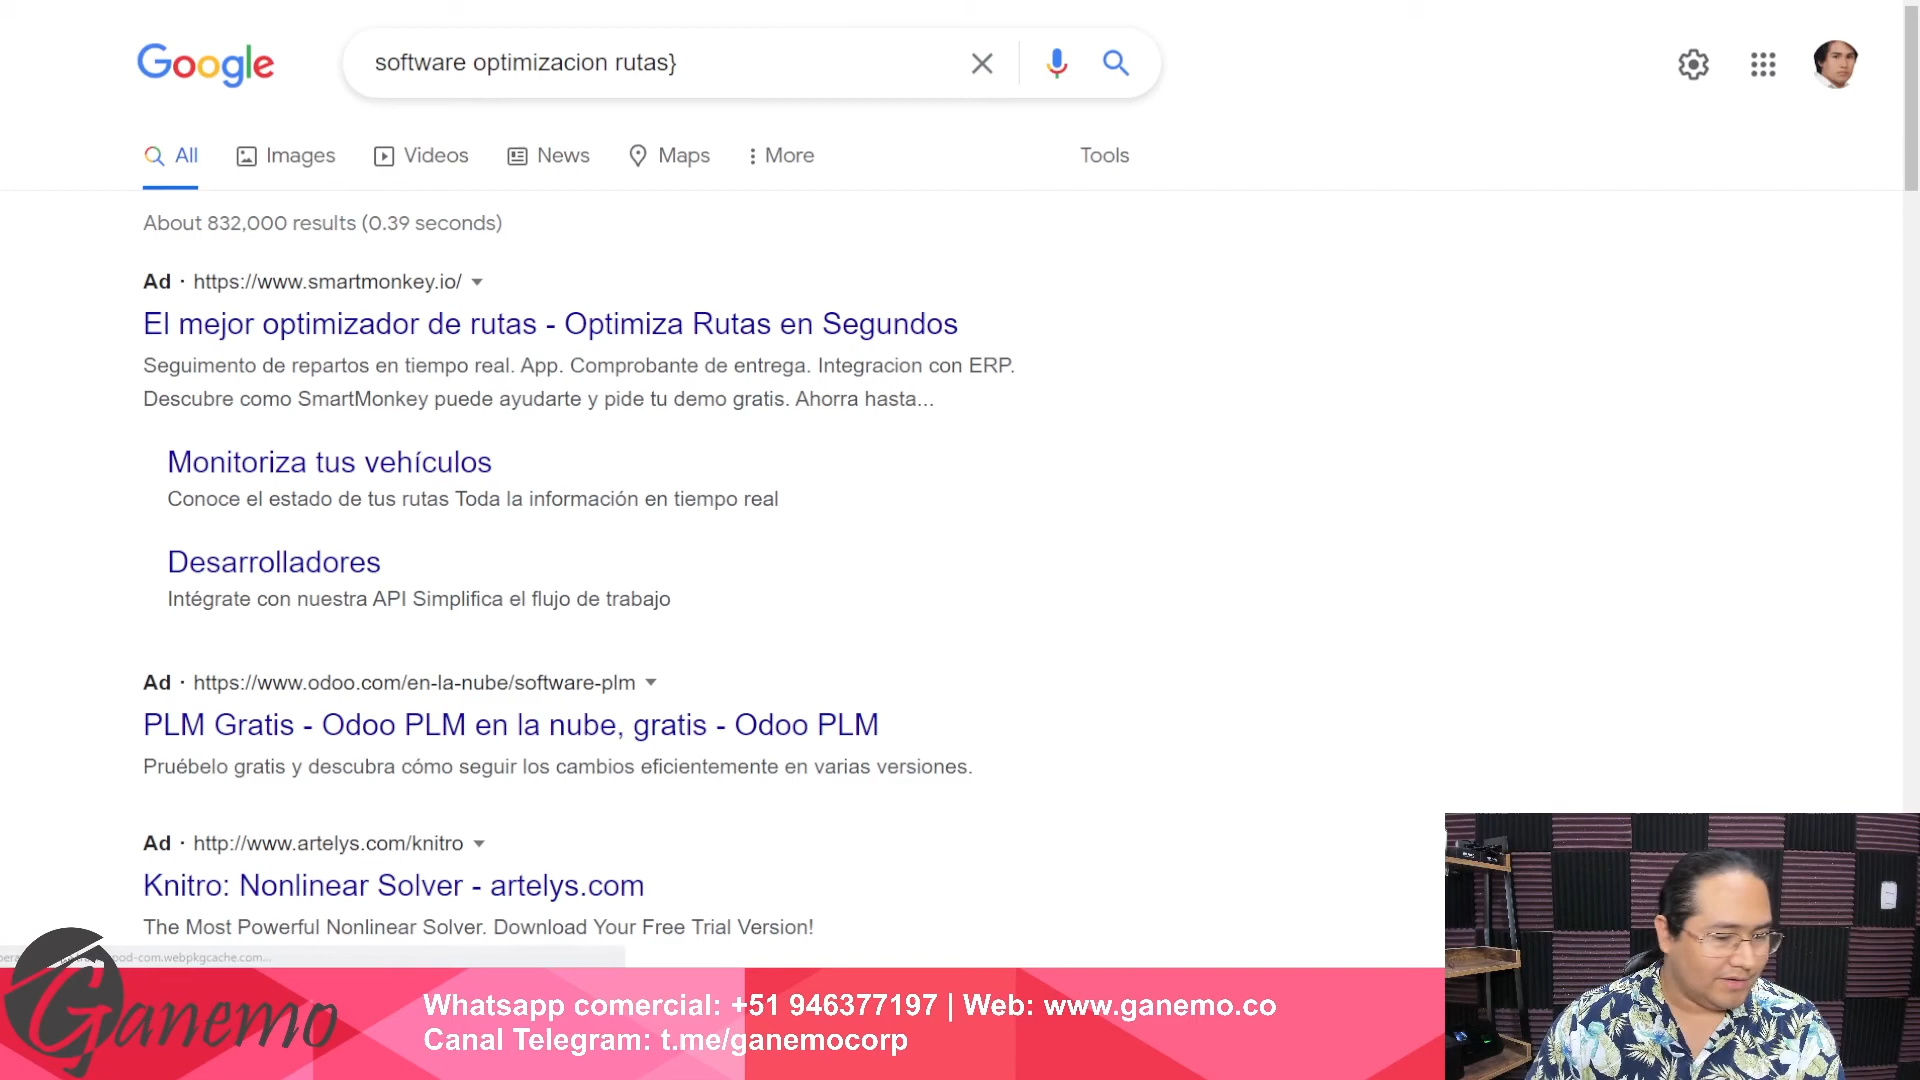 Google
software optimizacion rutas}
All
Images
Videos
News
Maps
More
Tools
About 832,000 results (0.39 seconds)
Ad · https://www.smartmonkey.io/
El mejor optimizador de rutas - Optimiza Rutas en Segundos
Seguimento de repartos en tiempo real. App. Comprobante de entrega. Integracion con ERP.
Descubre como SmartMonkey puede ayudarte y pide tu demo gratis. Ahorra hasta...
Monitoriza tus vehículos
Conoce el estado de tus rutas Toda la información en tiempo real
Desarrolladores
Intégrate con nuestra API Simplifica el flujo de trabajo
Ad · https://www.odoo.com/en-la-nube/software-plm
PLM Gratis - Odoo PLM en la nube, gratis - Odoo PLM
Pruébelo gratis y descubra cómo seguir los cambios eficientemente en varias versiones.
Ad · http://www.artelys.com/knitro
Knitro: Nonlinear Solver - artelys.com
The Most Powerful Nonlinear Solver. Download Your Free Trial Version!
pod-com.webpkgcache.com...
Ganemo
Whatsapp comercial: +51 946377197 | Web: www.ganemo.co
Canal Telegram: t.me/ganemocorp